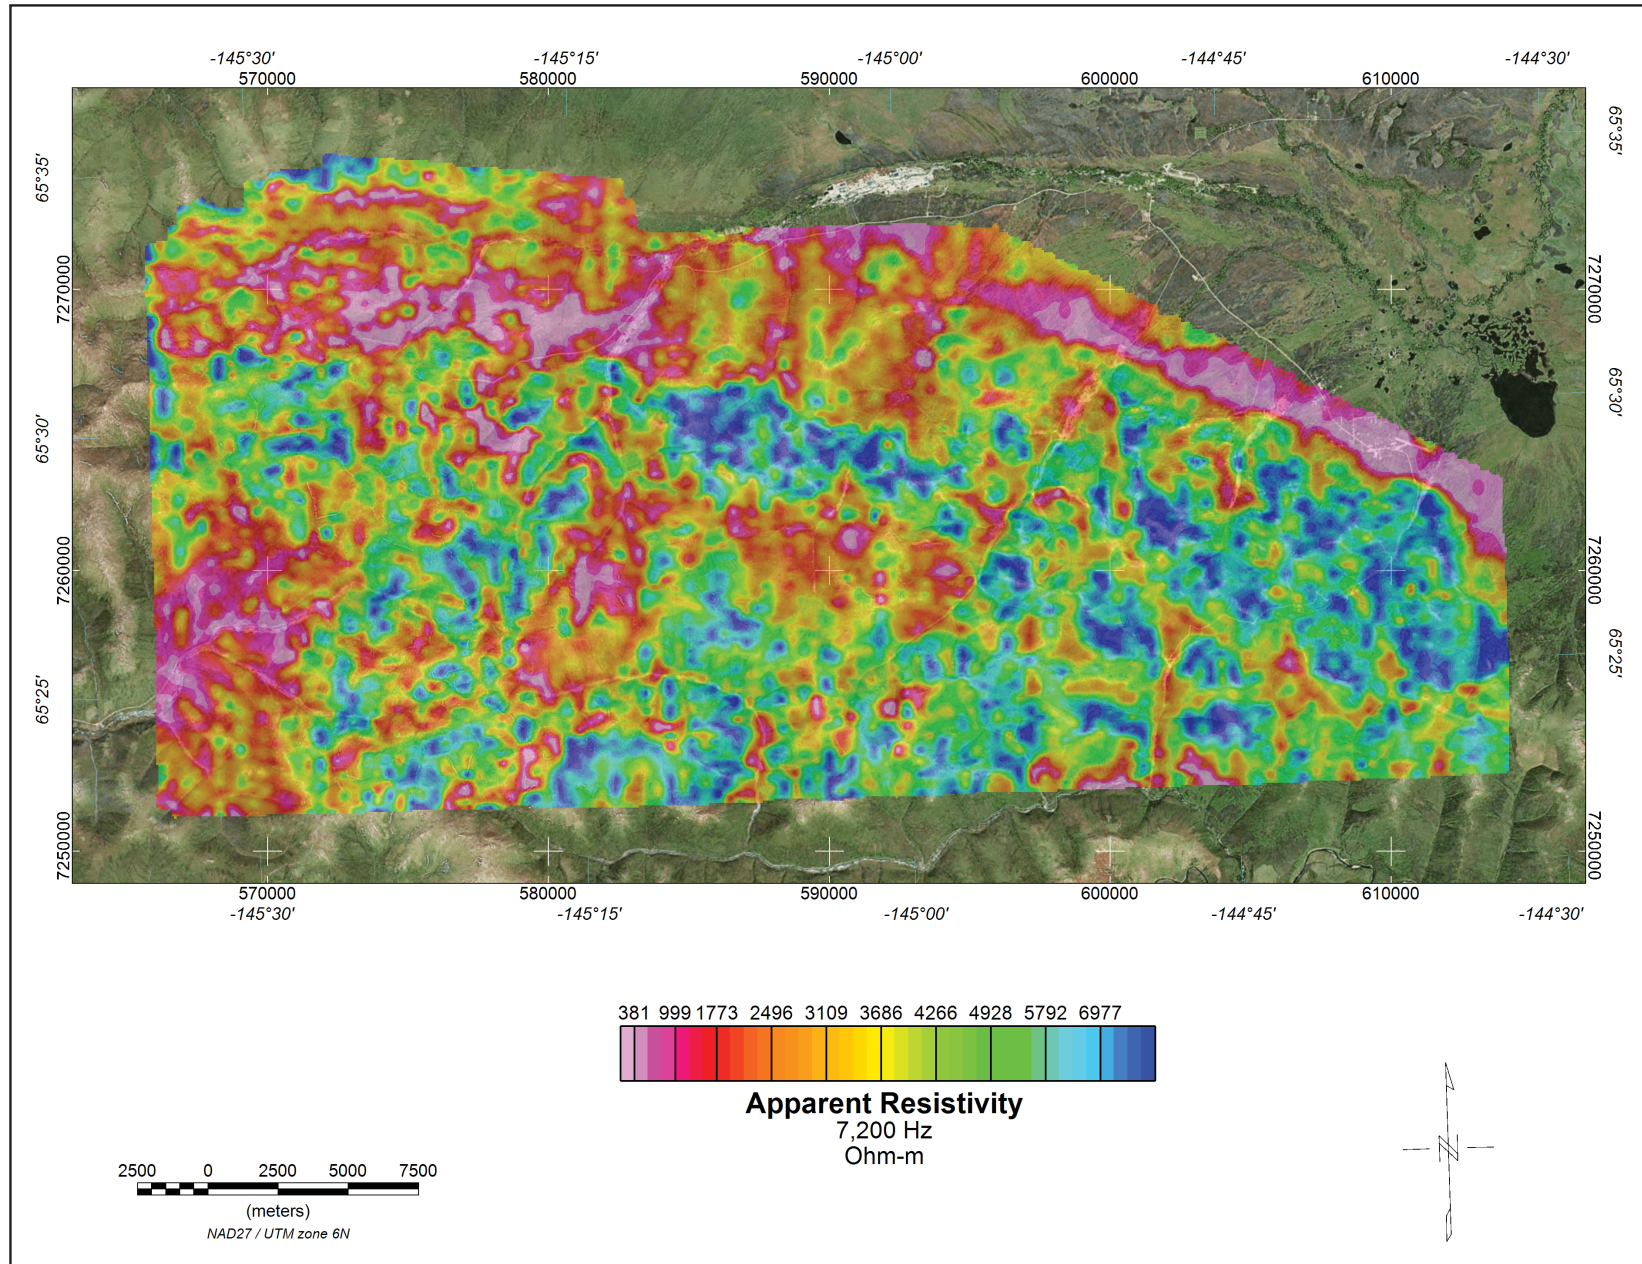 -145°30' -145°15' -145°00' -144°45' -144°30'
570000 580000 590000 600000 610000
65°35' 65°35'
7270000 7270000
65°30' 65°30'
7260000 7260000
65°25' 65°25'
7250000 7250000
570000 580000 590000 600000 610000
-145°30' -145°15' -145°00' -144°45' -144°30'
381 999 1773 2496 3109 3686 4266 4928 5792 6977
Apparent Resistivity
7,200 Hz
Ohm-m
2500 0 2500 5000 7500
(meters)
NAD27 / UTM zone 6N
N